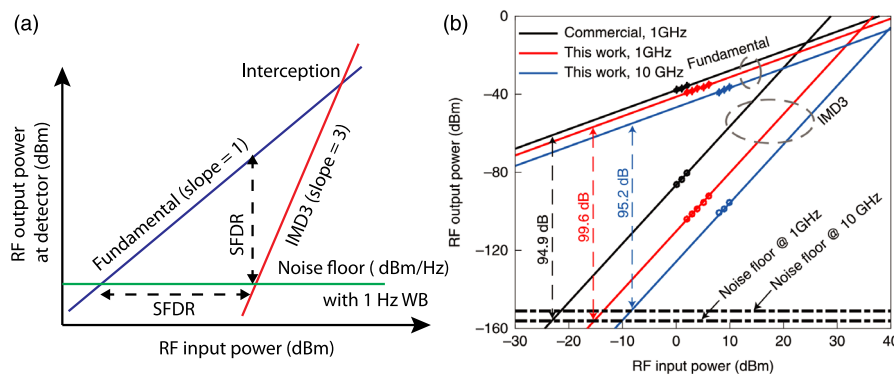 (a)
RF output power
at detector (dBm)
Interception
Fundamental (slope = 1)
SFDR
IMD3 (slope = 3)
Noise floor ( dBm/Hz)
SFDR
with 1 Hz WB
RF input power (dBm)
(b)
RF output power (dBm)
0
−40
−80
−120
−160
Commercial, 1GHz
This work, 1GHz
This work, 10 GHz
Fundamental
IMD3
94.9 dB
99.6 dB
95.2 dB
Noise floor @ 1GHz
Noise floor @ 10 GHz
−30
−20
−10
0
10
20
30
40
RF input power (dBm)